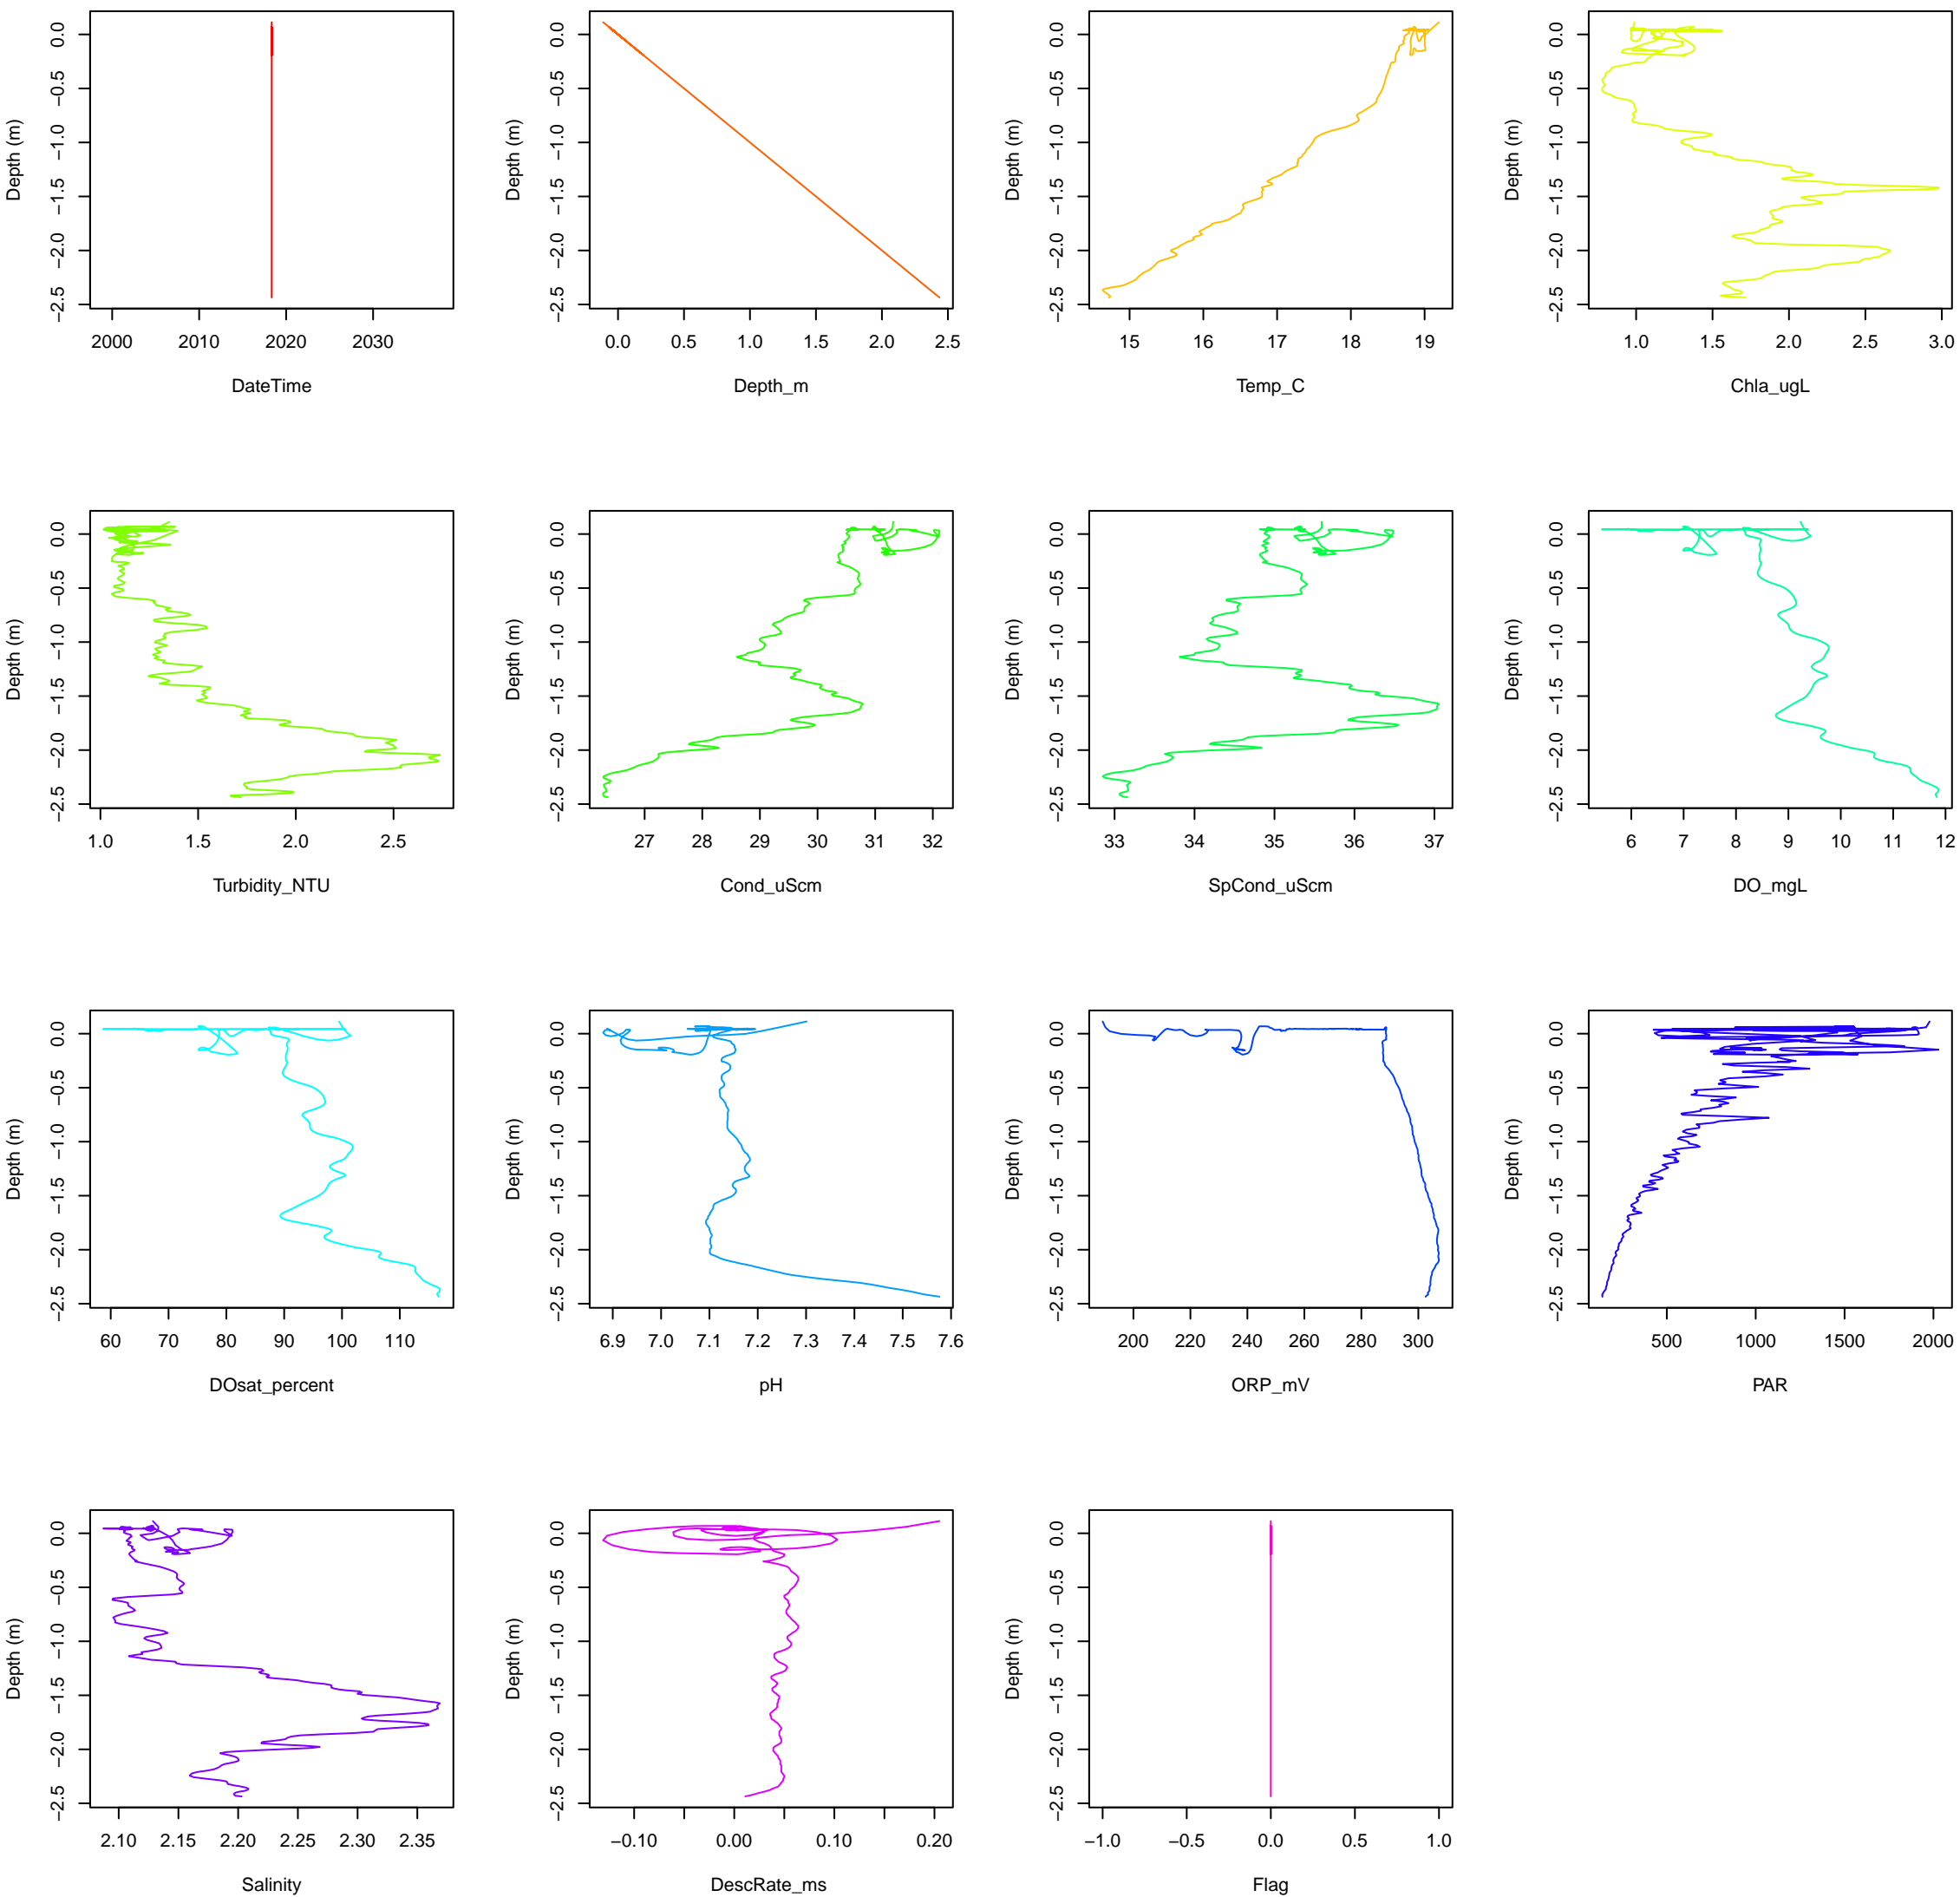 Depth (m)
−2.5 −2.0 −1.5 −1.0 −0.5 0.0
2000 2010 2020 2030
DateTime
Depth (m)
−2.5 −2.0 −1.5 −1.0 −0.5 0.0
0.0 0.5 1.0 1.5 2.0 2.5
Depth_m
Depth (m)
−2.5 −2.0 −1.5 −1.0 −0.5 0.0
15 16 17 18 19
Temp_C
Depth (m)
−2.5 −2.0 −1.5 −1.0 −0.5 0.0
1.0 1.5 2.0 2.5 3.0
Chla_ugL
Depth (m)
−2.5 −2.0 −1.5 −1.0 −0.5 0.0
1.0 1.5 2.0 2.5
Turbidity_NTU
Depth (m)
−2.5 −2.0 −1.5 −1.0 −0.5 0.0
27 28 29 30 31 32
Cond_uScm
Depth (m)
−2.5 −2.0 −1.5 −1.0 −0.5 0.0
33 34 35 36 37
SpCond_uScm
Depth (m)
−2.5 −2.0 −1.5 −1.0 −0.5 0.0
6 7 8 9 10 11 12
DO_mgL
Depth (m)
−2.5 −2.0 −1.5 −1.0 −0.5 0.0
60 70 80 90 100 110
DOsat_percent
Depth (m)
−2.5 −2.0 −1.5 −1.0 −0.5 0.0
6.9 7.0 7.1 7.2 7.3 7.4 7.5 7.6
pH
Depth (m)
−2.5 −2.0 −1.5 −1.0 −0.5 0.0
200 220 240 260 280 300
ORP_mV
Depth (m)
−2.5 −2.0 −1.5 −1.0 −0.5 0.0
500 1000 1500 2000
PAR
Depth (m)
−2.5 −2.0 −1.5 −1.0 −0.5 0.0
2.10 2.15 2.20 2.25 2.30 2.35
Salinity
Depth (m)
−2.5 −2.0 −1.5 −1.0 −0.5 0.0
−0.10 0.00 0.10 0.20
DescRate_ms
Depth (m)
−2.5 −2.0 −1.5 −1.0 −0.5 0.0
−1.0 −0.5 0.0 0.5 1.0
Flag